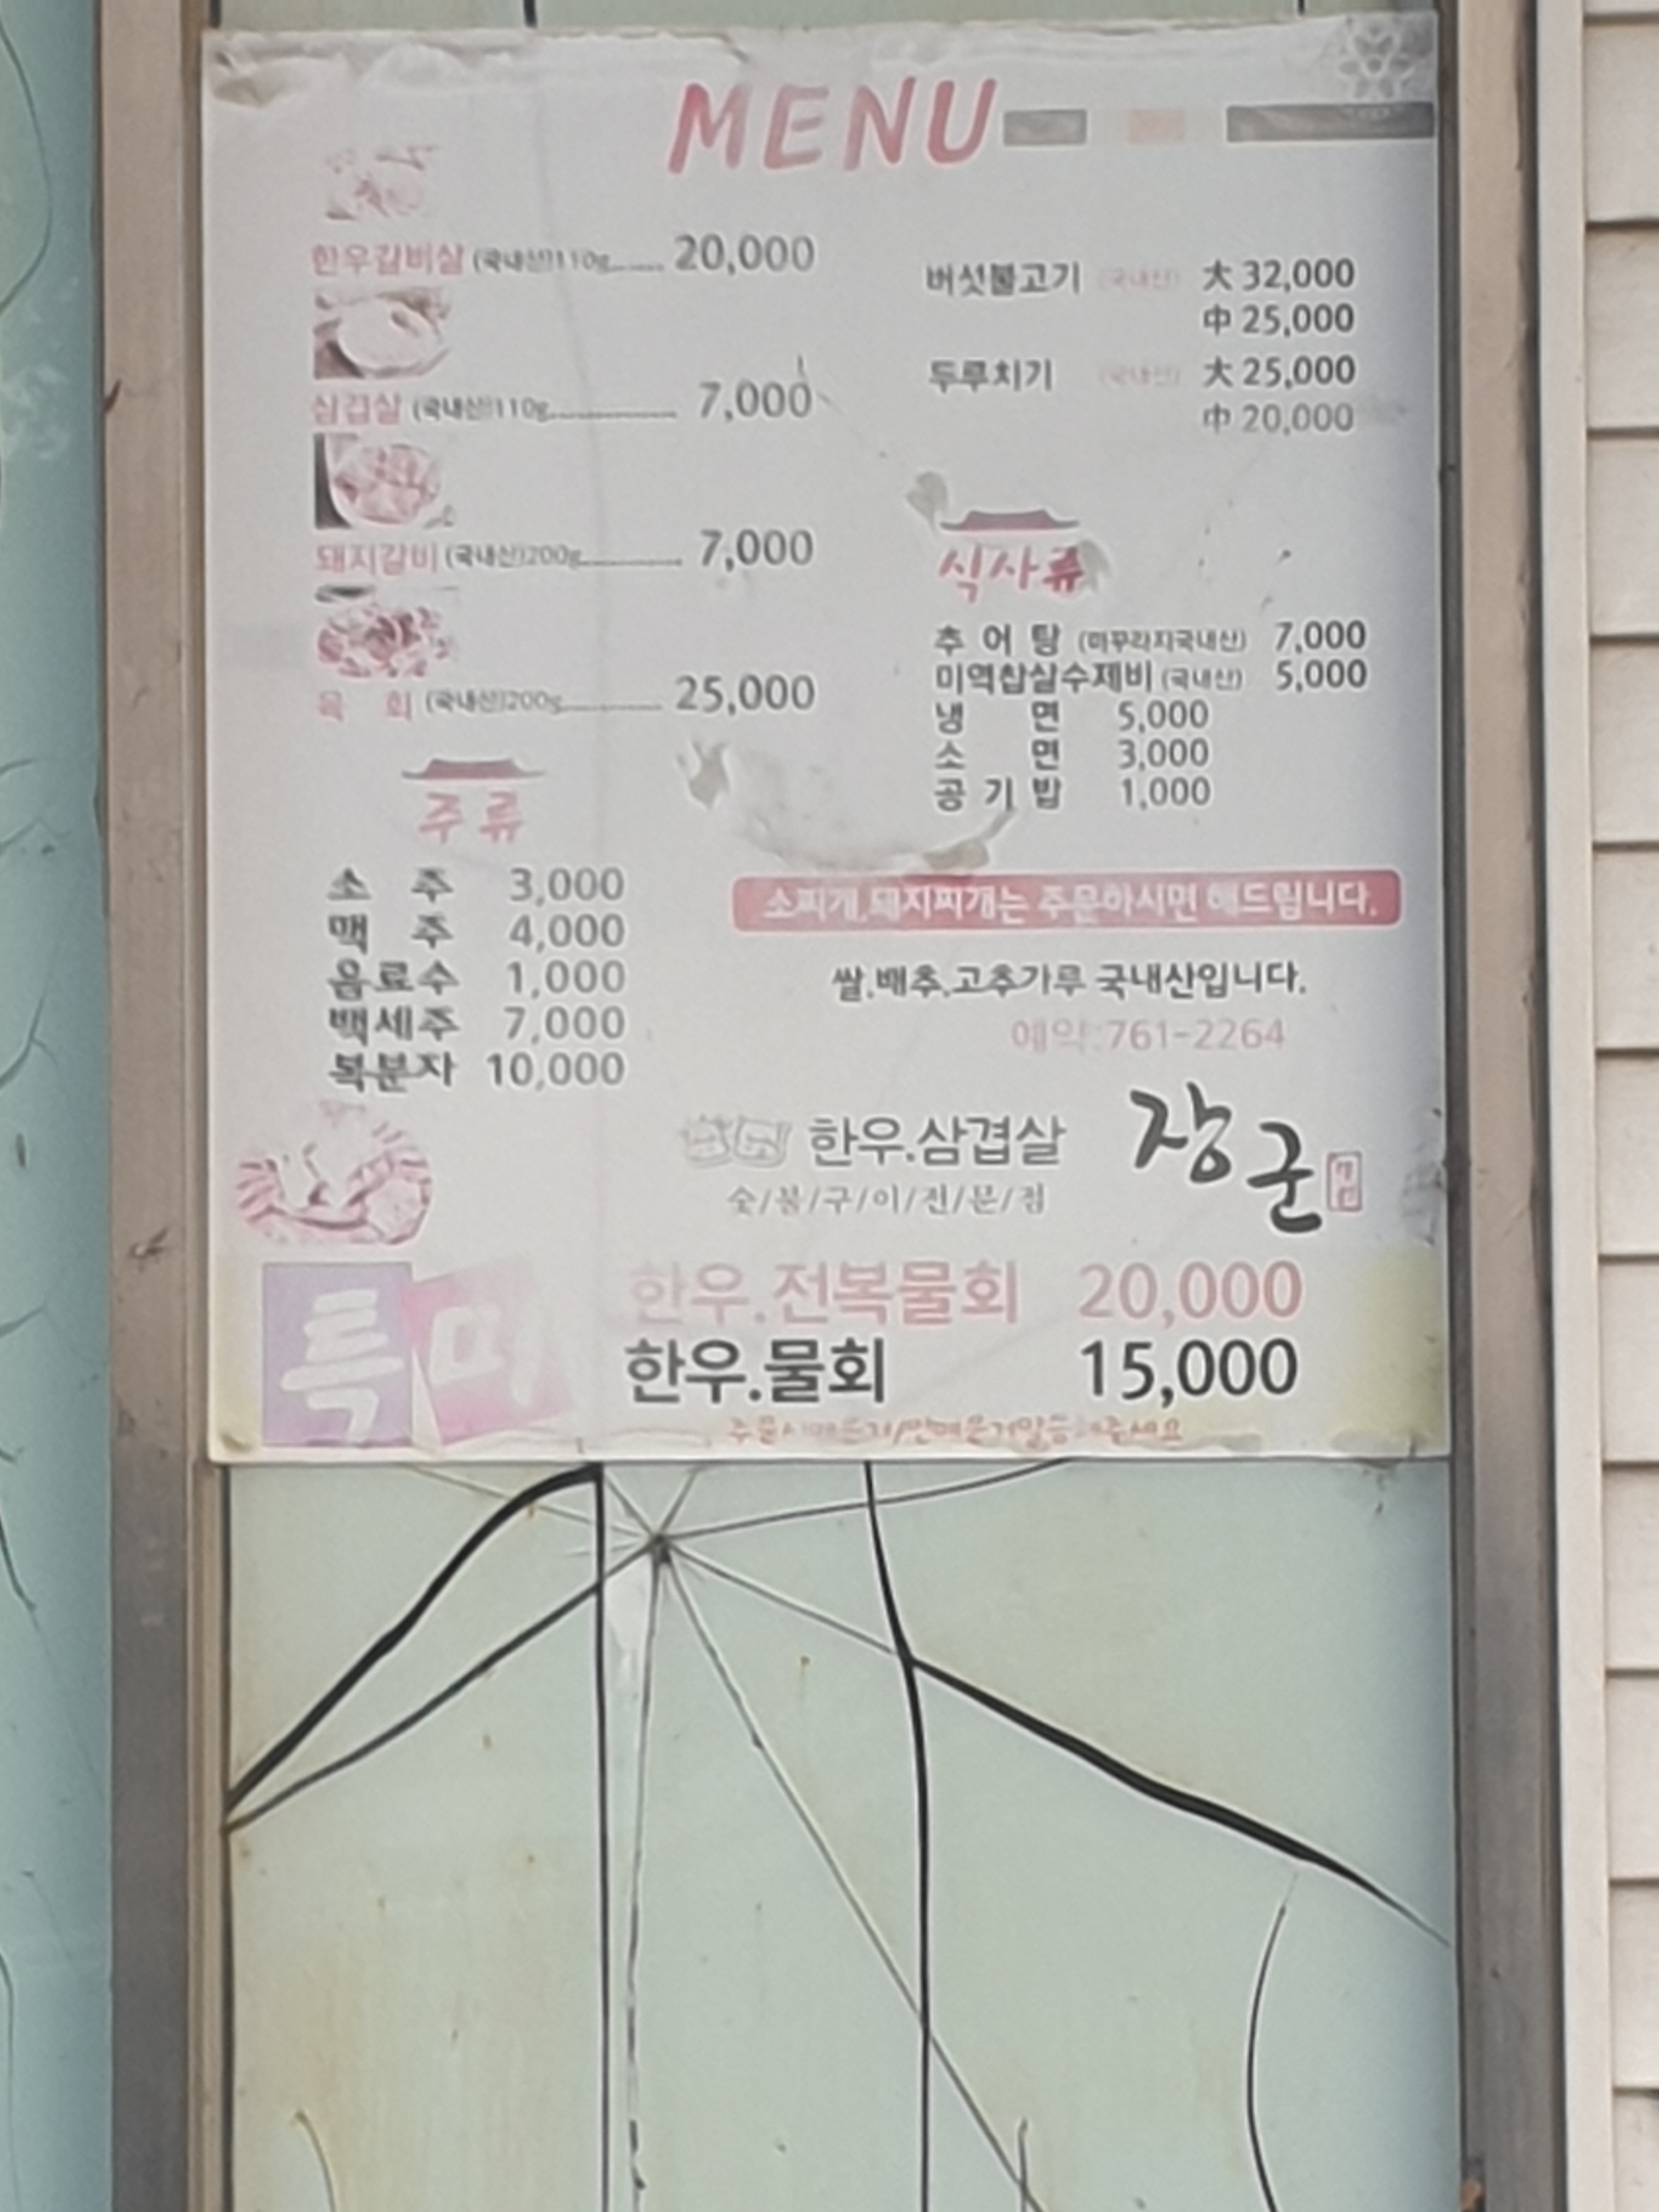 MENU
한우갈비살 (국내산)110g 20,000
삼겹살 (국내산)110g 7,000
돼지갈비 (국내산)200g 7,000
육 회 (국내산)200g 25,000
주류
소 주 3,000
맥 주 4,000
음료수 1,000
백세주 7,000
복분자 10,000
버섯불고기 (국내산) 大 32,000
中 25,000
두루치기 (국내산) 大 25,000
中 20,000
식사류
추 어 탕 (미꾸라지국내산) 7,000
미역찹살수제비 (국내산) 5,000
냉 면 5,000
소 면 3,000
공 기 밥 1,000
소찌개,돼지찌개는 주문하시면 해드립니다.
쌀.배추.고추가루 국내산입니다.
예약:761-2264
한우.삼겹살 장군
숯/불/구/이/전/문/점
특미
한우.전복물회 20,000
한우.물회 15,000